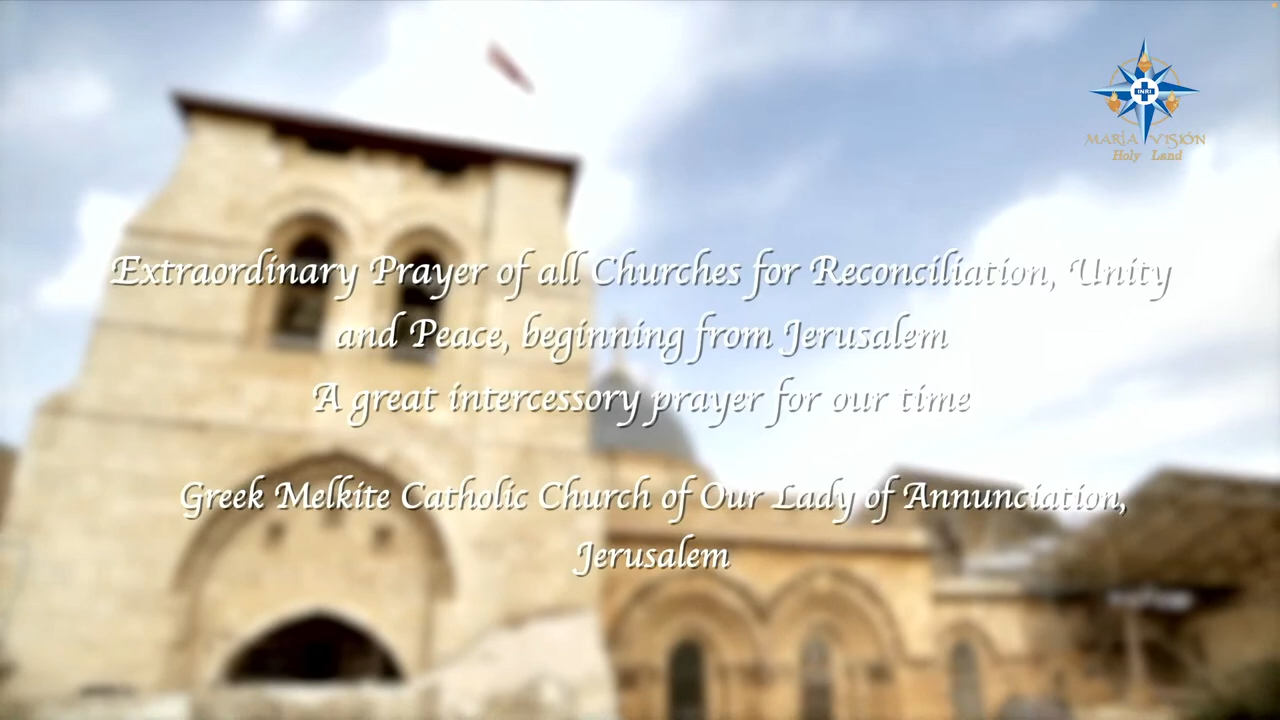 INRI
MARÍA VISIÓN
Holy Land
Extraordinary Prayer of all Churches for Reconciliation, Unity
and Peace, beginning from Jerusalem
A great intercessory prayer for our time
Greek Melkite Catholic Church of Our Lady of Annunciation,
Jerusalem